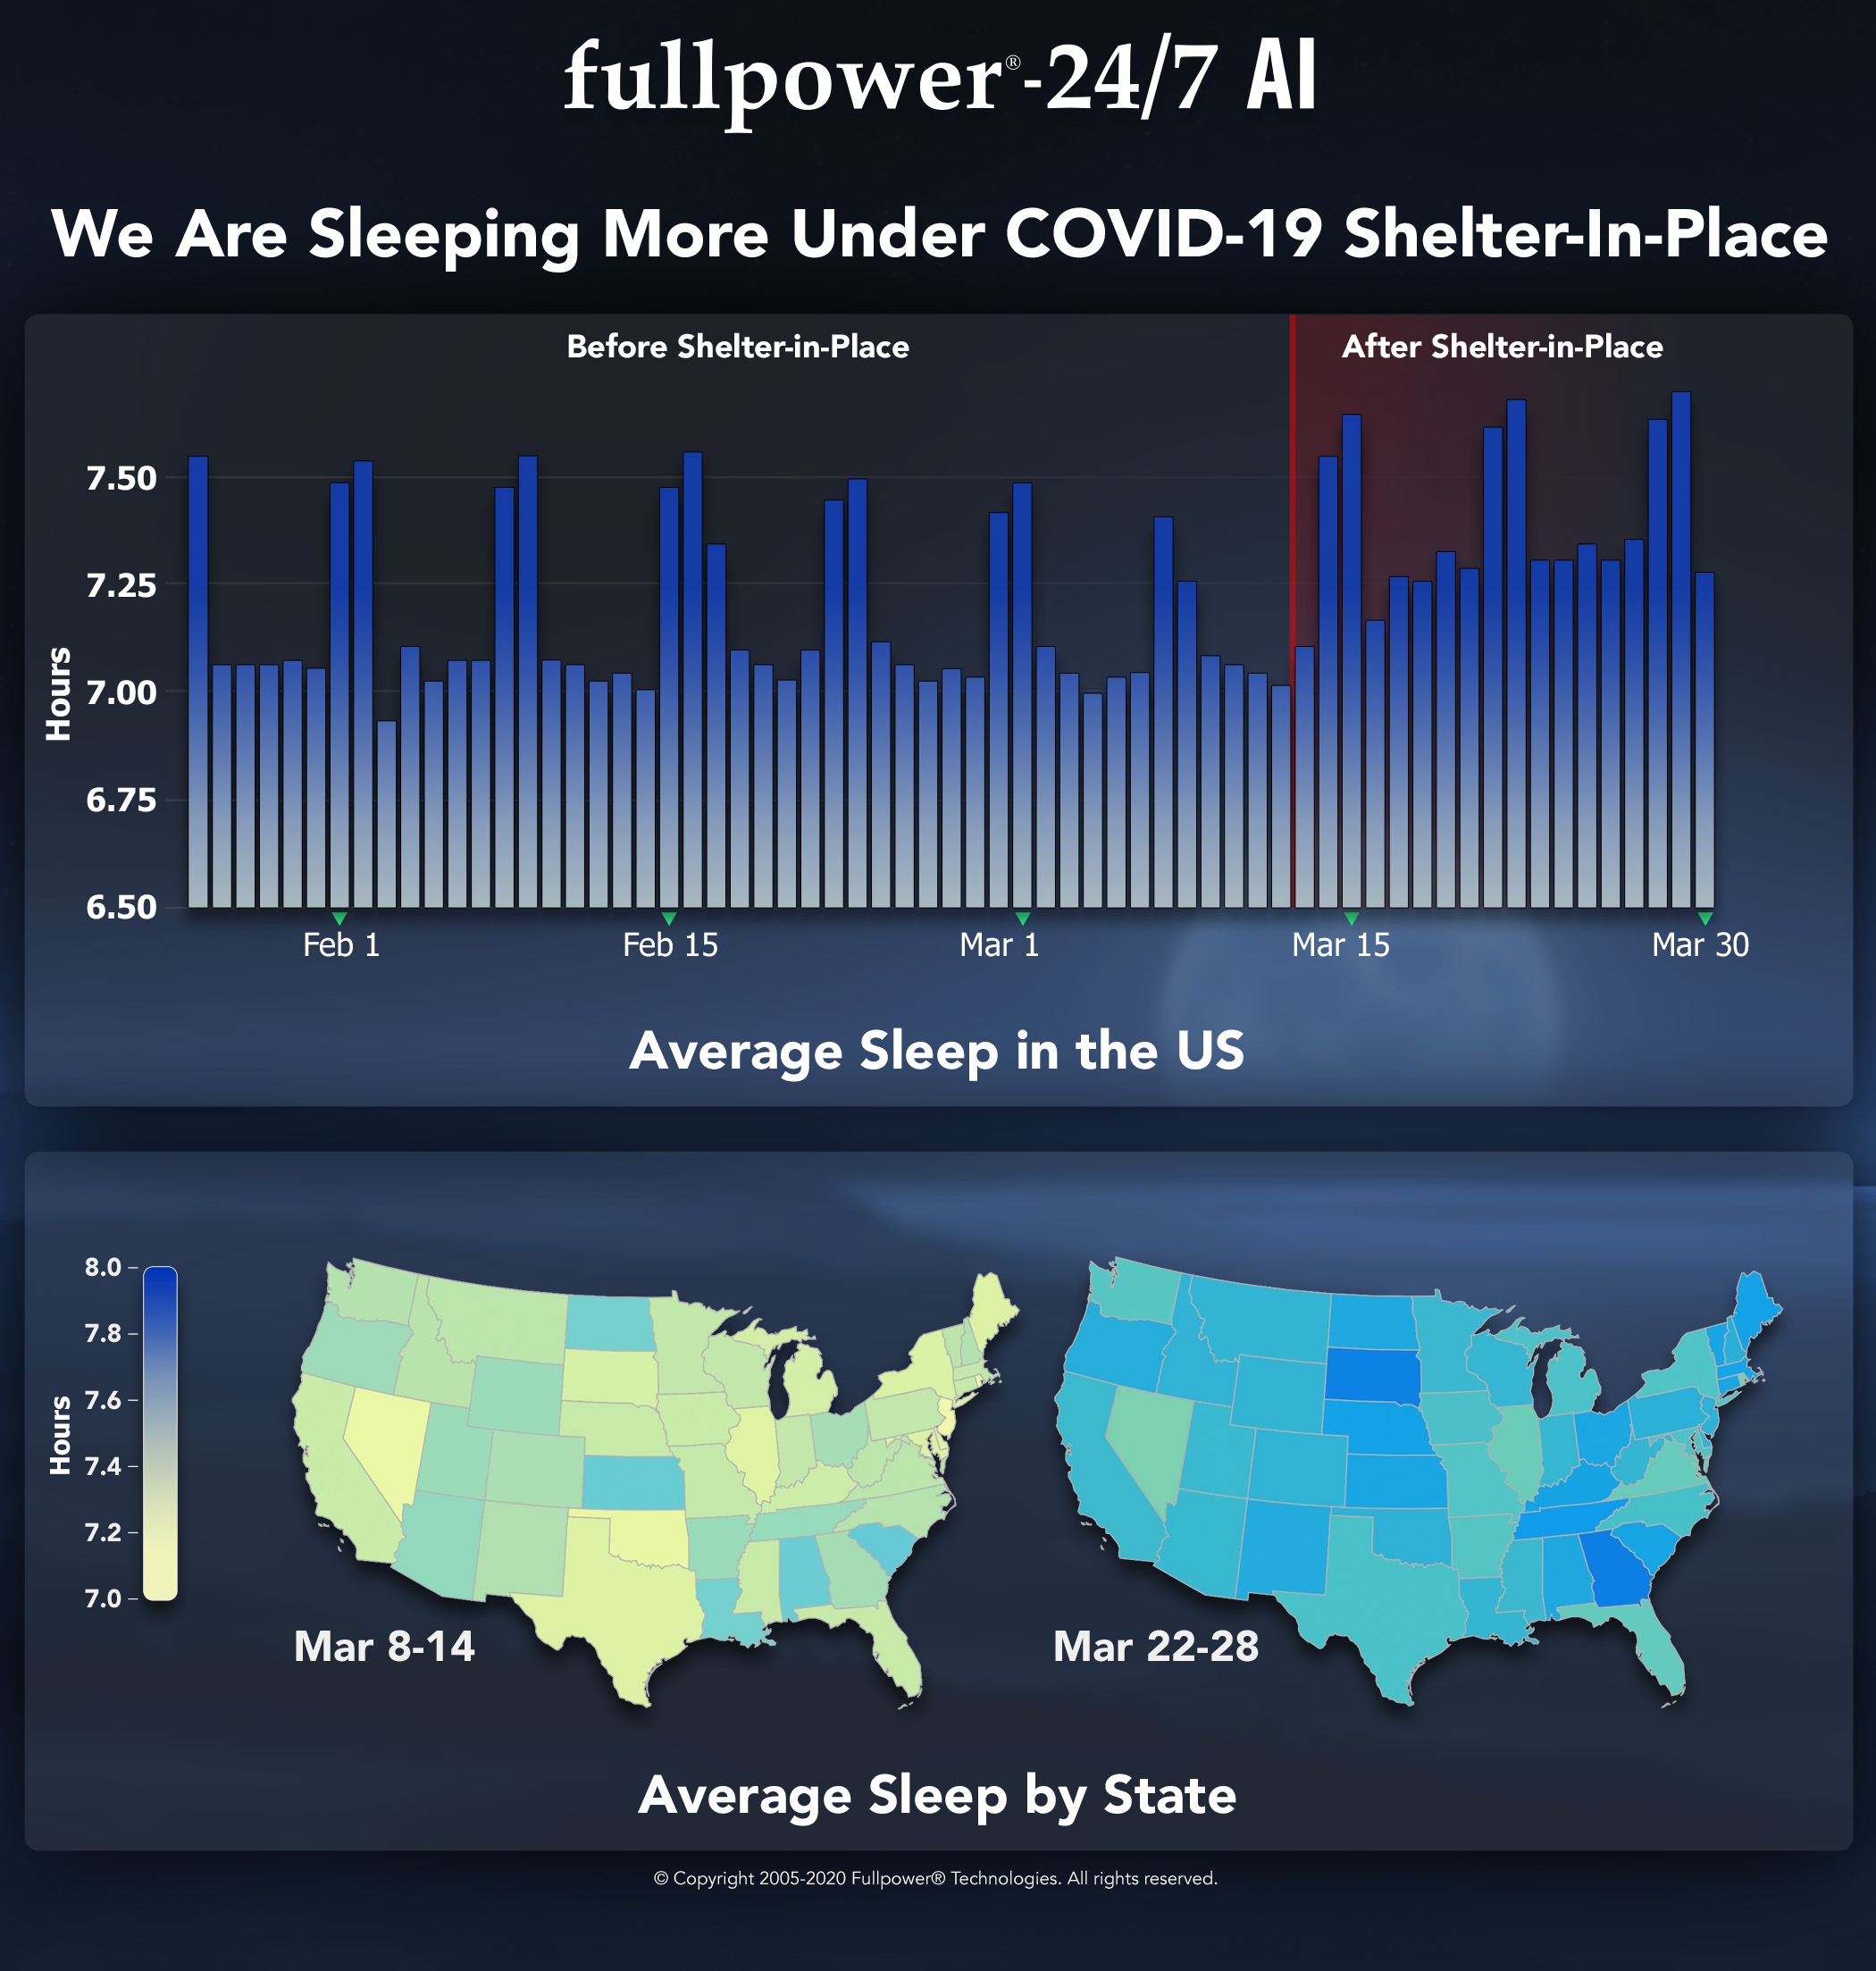 fullpower®-24/7 AI
We Are Sleeping More Under COVID-19 Shelter-In-Place
Before Shelter-in-Place
After Shelter-in-Place
7.50
7.25
7.00
6.75
6.50
Hours
Feb 1
Feb 15
Mar 1
Mar 15
Mar 30
Average Sleep in the US
8.0
7.8
7.6
7.4
7.2
7.0
Hours
Mar 8-14
Mar 22-28
Average Sleep by State
© Copyright 2005-2020 Fullpower® Technologies. All rights reserved.